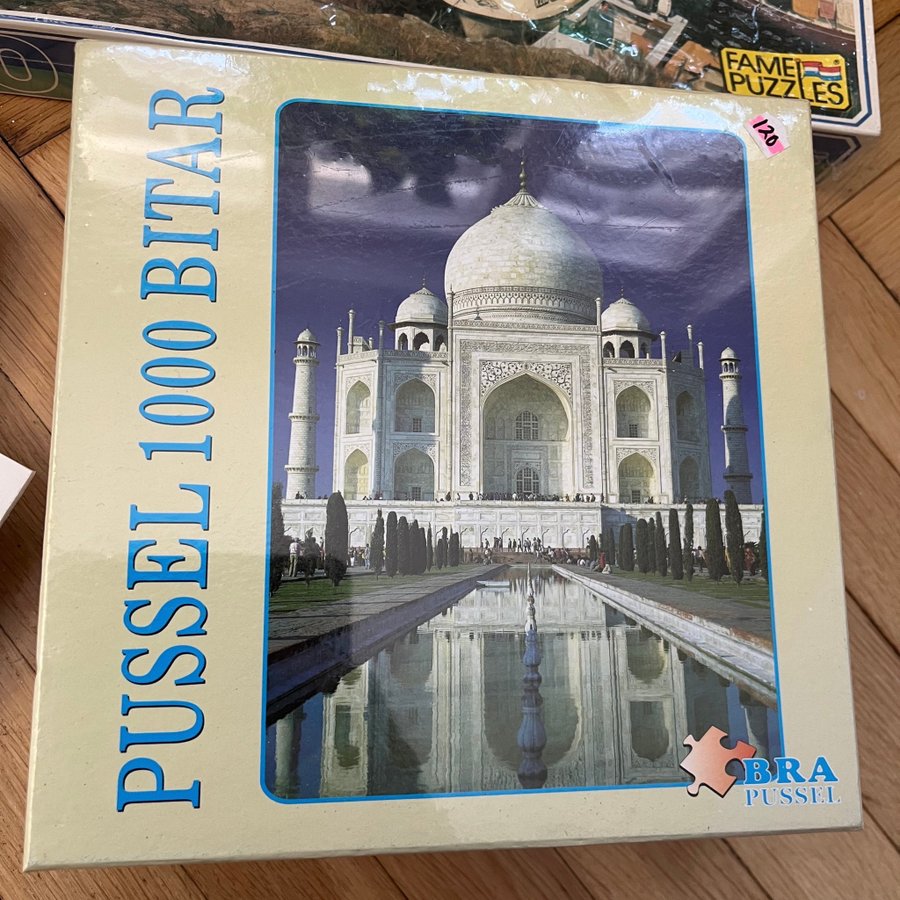 FAME PUZZLES
120
PUSSEL 1000 BITAR
BRA
PUSSEL